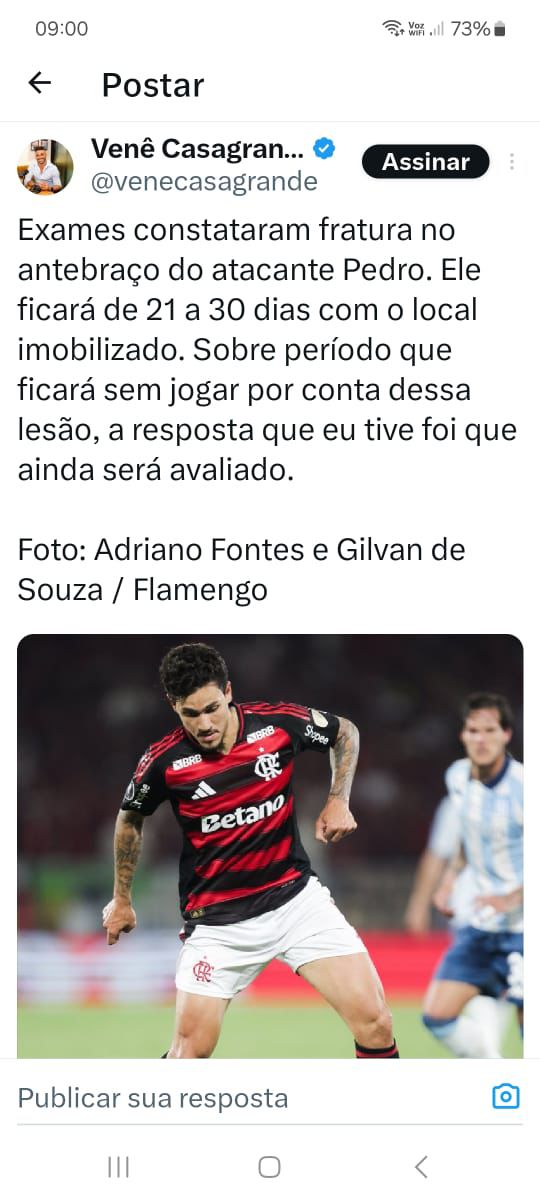 09:00
Voz
WiFi
73%
Postar
Venê Casagran...
Assinar
@venecasagrande
Exames constataram fratura no
antebraço do atacante Pedro. Ele
ficará de 21 a 30 dias com o local
imobilizado. Sobre período que
ficará sem jogar por conta dessa
lesão, a resposta que eu tive foi que
ainda será avaliado.
Foto: Adriano Fontes e Gilvan de
Souza / Flamengo
BRB
BRB
Shopee
Betano
Publicar sua resposta